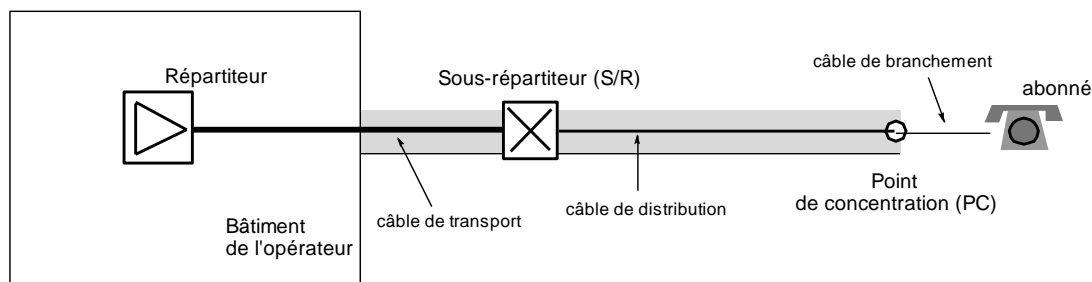 Répartiteur
Sous-répartiteur (S/R)
câble de branchement
abonné
câble de transport
câble de distribution
Point
de concentration (PC)
Bâtiment
de l'opérateur